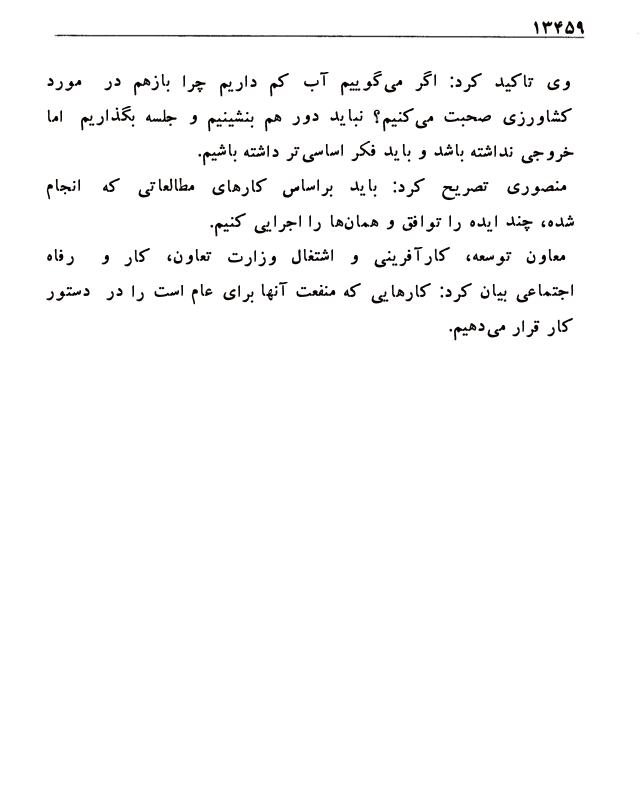 ۱۳۴۵۹
وی تاکید کرد: اگر می‌گوییم آب کم داریم چرا بازهم در مورد
کشاورزی صحبت می‌کنیم؟ نباید دور هم بنشینیم و جلسه بگذاریم اما
خروجی نداشته باشد و باید فکر اساسی‌تر داشته باشیم.
منصوری تصریح کرد: باید براساس کارهای مطالعاتی که انجام
شده، چند ایده را توافق و همان‌ها را اجرایی کنیم.
معاون توسعه، کارآفرینی و اشتغال وزارت تعاون، کار و رفاه
اجتماعی بیان کرد: کارهایی که منفعت آنها برای عام است را در دستور
کار قرار می‌دهیم.